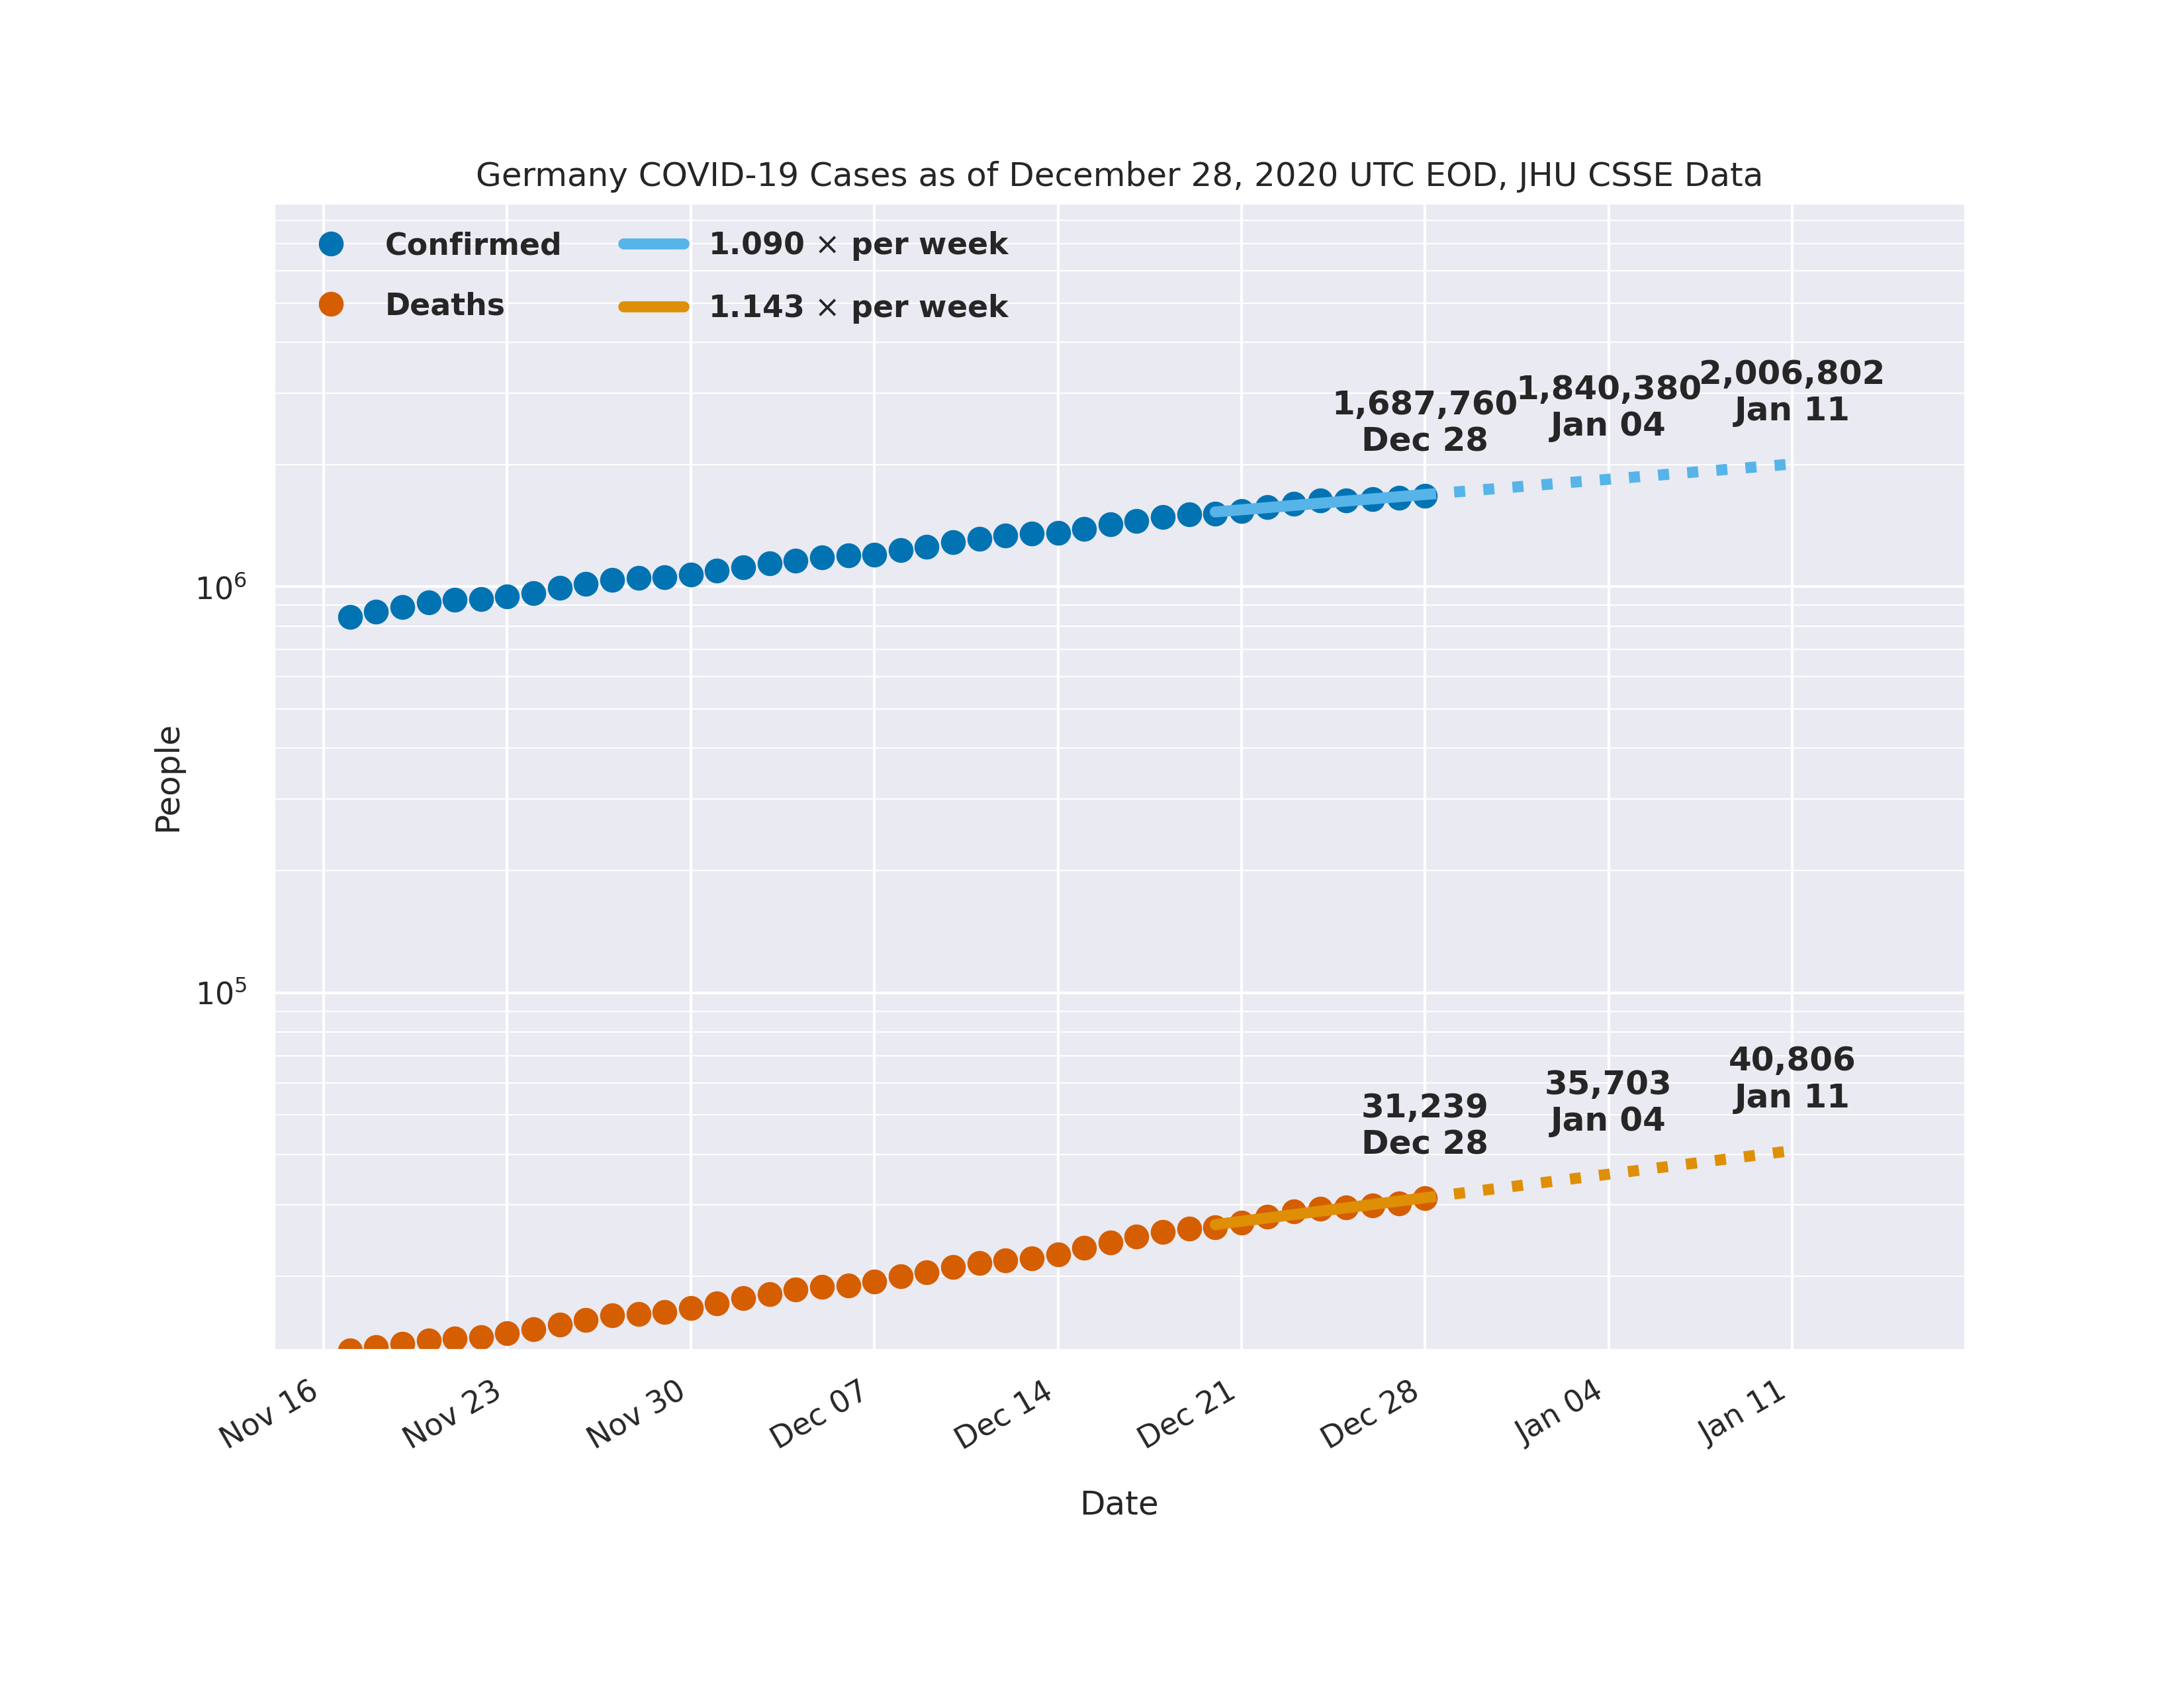 Germany COVID-19 Cases as of December 28, 2020 UTC EOD, JHU CSSE Data
Confirmed
Deaths
1.090 × per week
1.143 × per week
1,687,760
Dec 28
1,840,380
Jan 04
2,006,802
Jan 11
31,239
Dec 28
35,703
Jan 04
40,806
Jan 11
People
10⁶
10⁵
Nov 16
Nov 23
Nov 30
Dec 07
Dec 14
Dec 21
Dec 28
Jan 04
Jan 11
Date